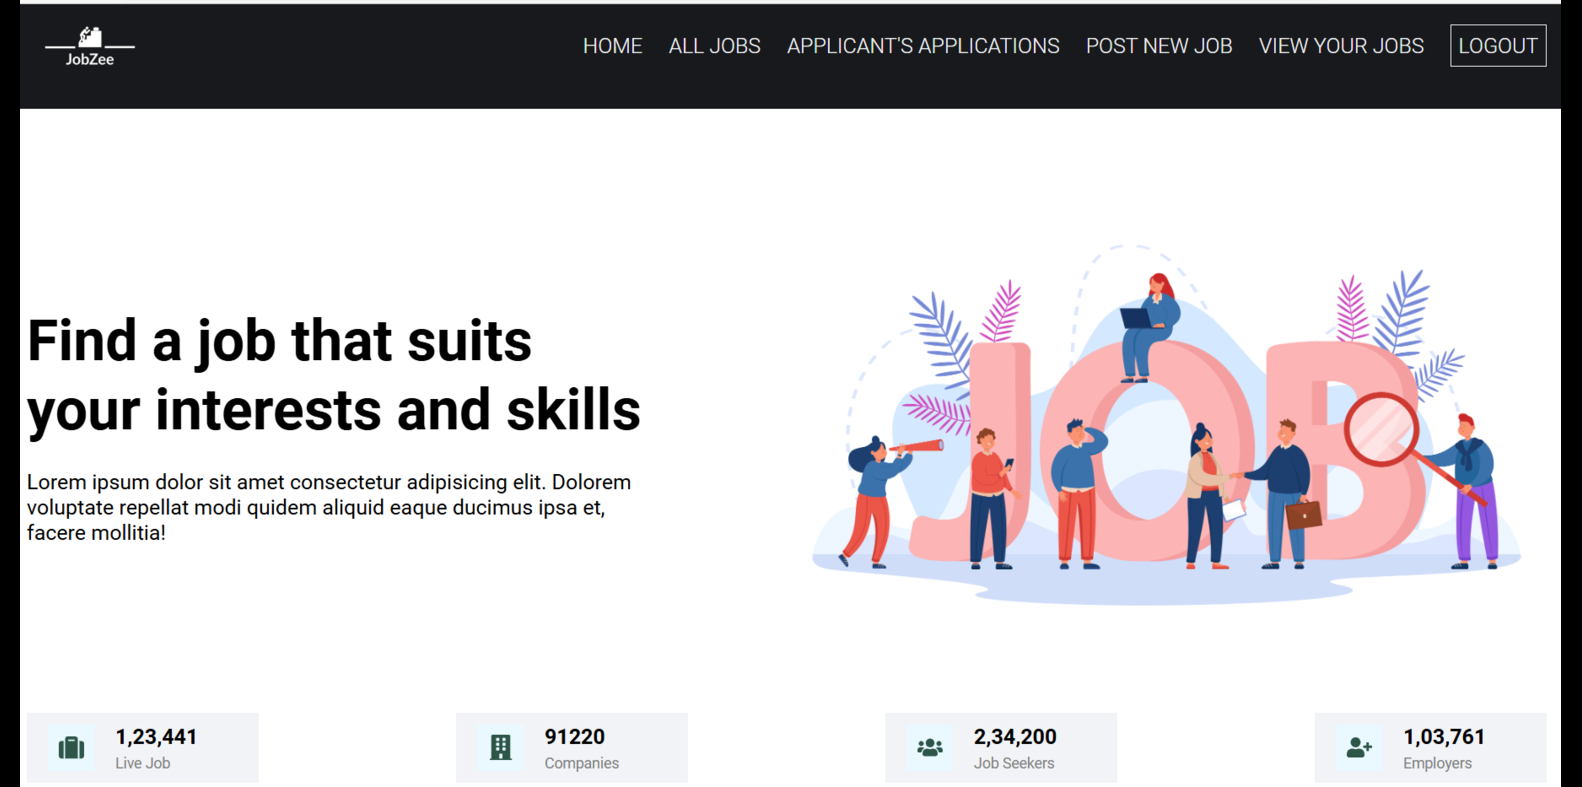 JobZee
HOME ALL JOBS APPLICANT'S APPLICATIONS POST NEW JOB VIEW YOUR JOBS LOGOUT
Find a job that suits
your interests and skills
Lorem ipsum dolor sit amet consectetur adipisicing elit. Dolorem
voluptate repellat modi quidem aliquid eaque ducimus ipsa et,
facere mollitia!
JOB
1,23,441
Live Job
91220
Companies
2,34,200
Job Seekers
1,03,761
Employers